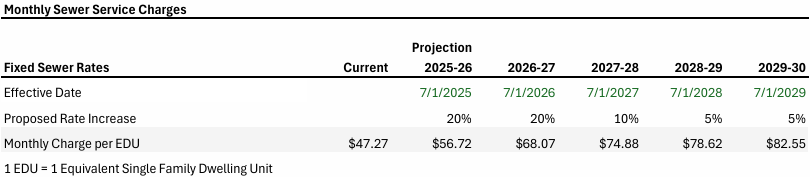 Monthly Sewer Service Charges
Projection
Fixed Sewer Rates Current 2025-26 2026-27 2027-28 2028-29 2029-30
Effective Date 7/1/2025 7/1/2026 7/1/2027 7/1/2028 7/1/2029
Proposed Rate Increase 20% 20% 10% 5% 5%
Monthly Charge per EDU $47.27 $56.72 $68.07 $74.88 $78.62 $82.55
1 EDU = 1 Equivalent Single Family Dwelling Unit